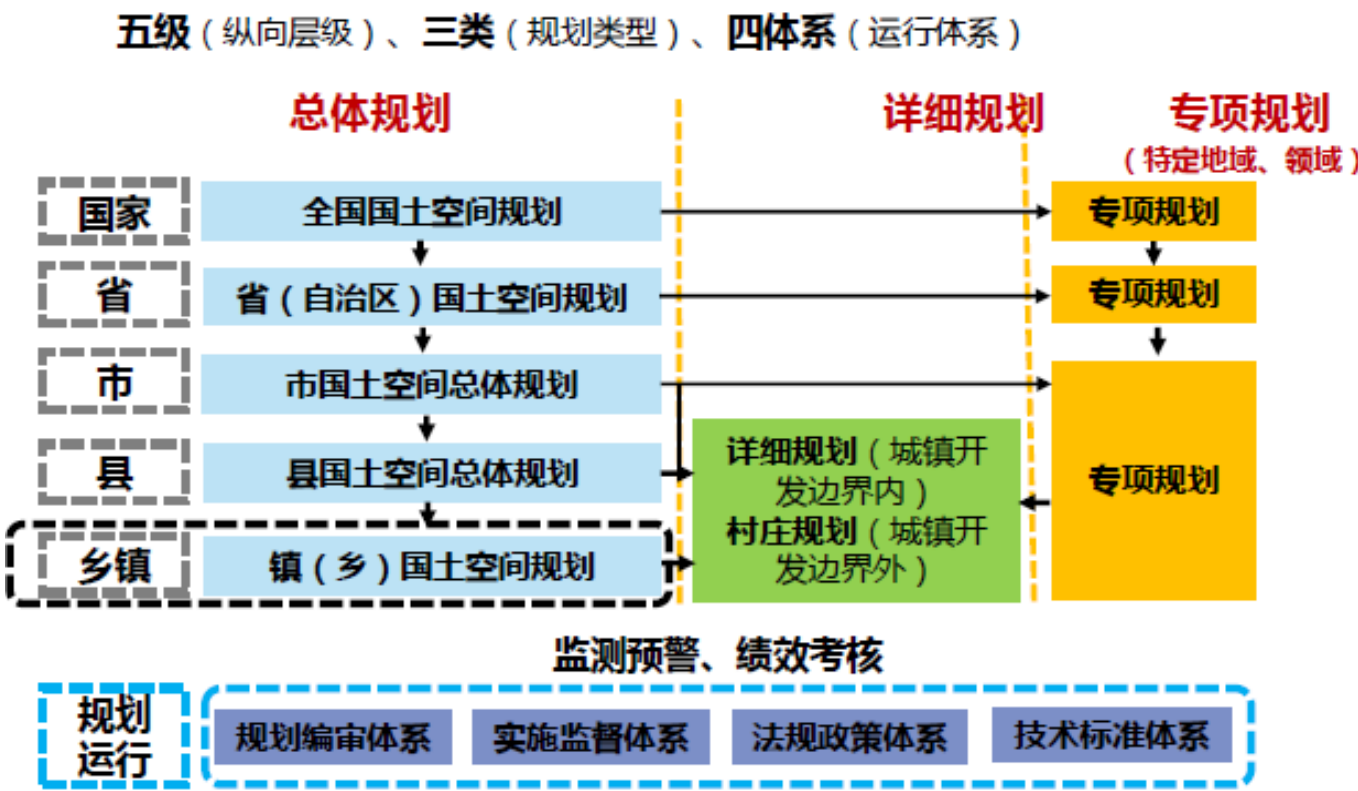 五级（纵向层级）、三类（规划类型）、四体系（运行体系）
总体规划
详细规划
专项规划
（特定地域、领域）
国家
全国国土空间规划
专项规划
省
省（自治区）国土空间规划
专项规划
市
市国土空间总体规划
县
县国土空间总体规划
详细规划（城镇开
发边界内）
村庄规划（城镇开
发边界外）
专项规划
乡镇
镇（乡）国土空间规划
监测预警、绩效考核
规划
运行
规划编审体系
实施监督体系
法规政策体系
技术标准体系